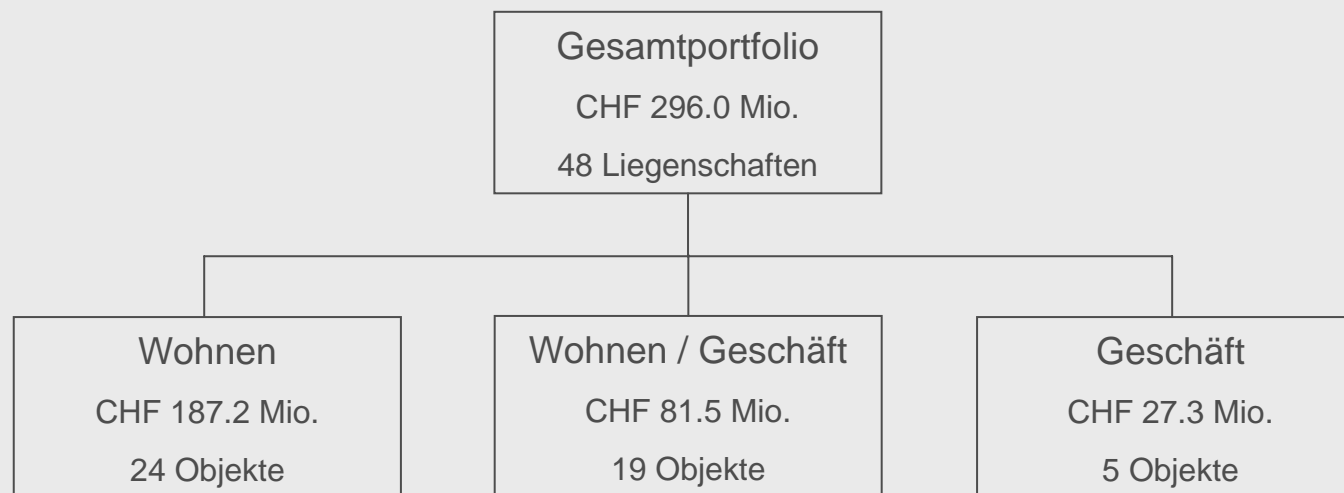 Gesamtportfolio
CHF 296.0 Mio.
48 Liegenschaften
Wohnen
CHF 187.2 Mio.
24 Objekte
Wohnen / Geschäft
CHF 81.5 Mio.
19 Objekte
Geschäft
CHF 27.3 Mio.
5 Objekte